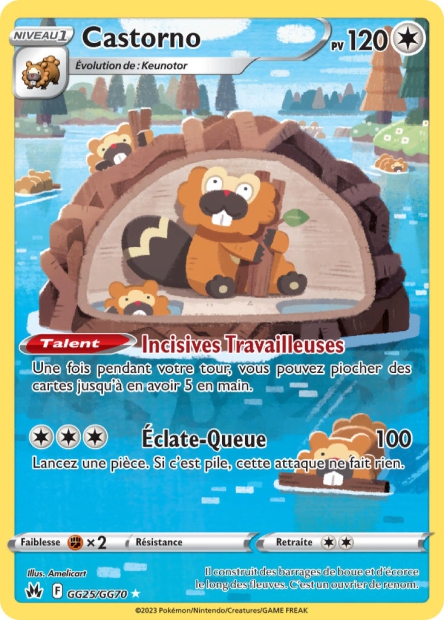 NIVEAU 1
Castorno
PV 120
Évolution de : Keunotor
Talent Incisives Travailleuses
Une fois pendant votre tour, vous pouvez piocher des
cartes jusqu'à en avoir 5 en main.
Éclate-Queue 100
Lancez une pièce. Si c'est pile, cette attaque ne fait rien.
Faiblesse ×2 Résistance Retraite
Illus. Amelicart
Il construit des barrages de boue et d'écorce
le long des fleuves. C'est un ouvrier de renom.
F GG25/GG70
©2023 Pokémon/Nintendo/Creatures/GAME FREAK